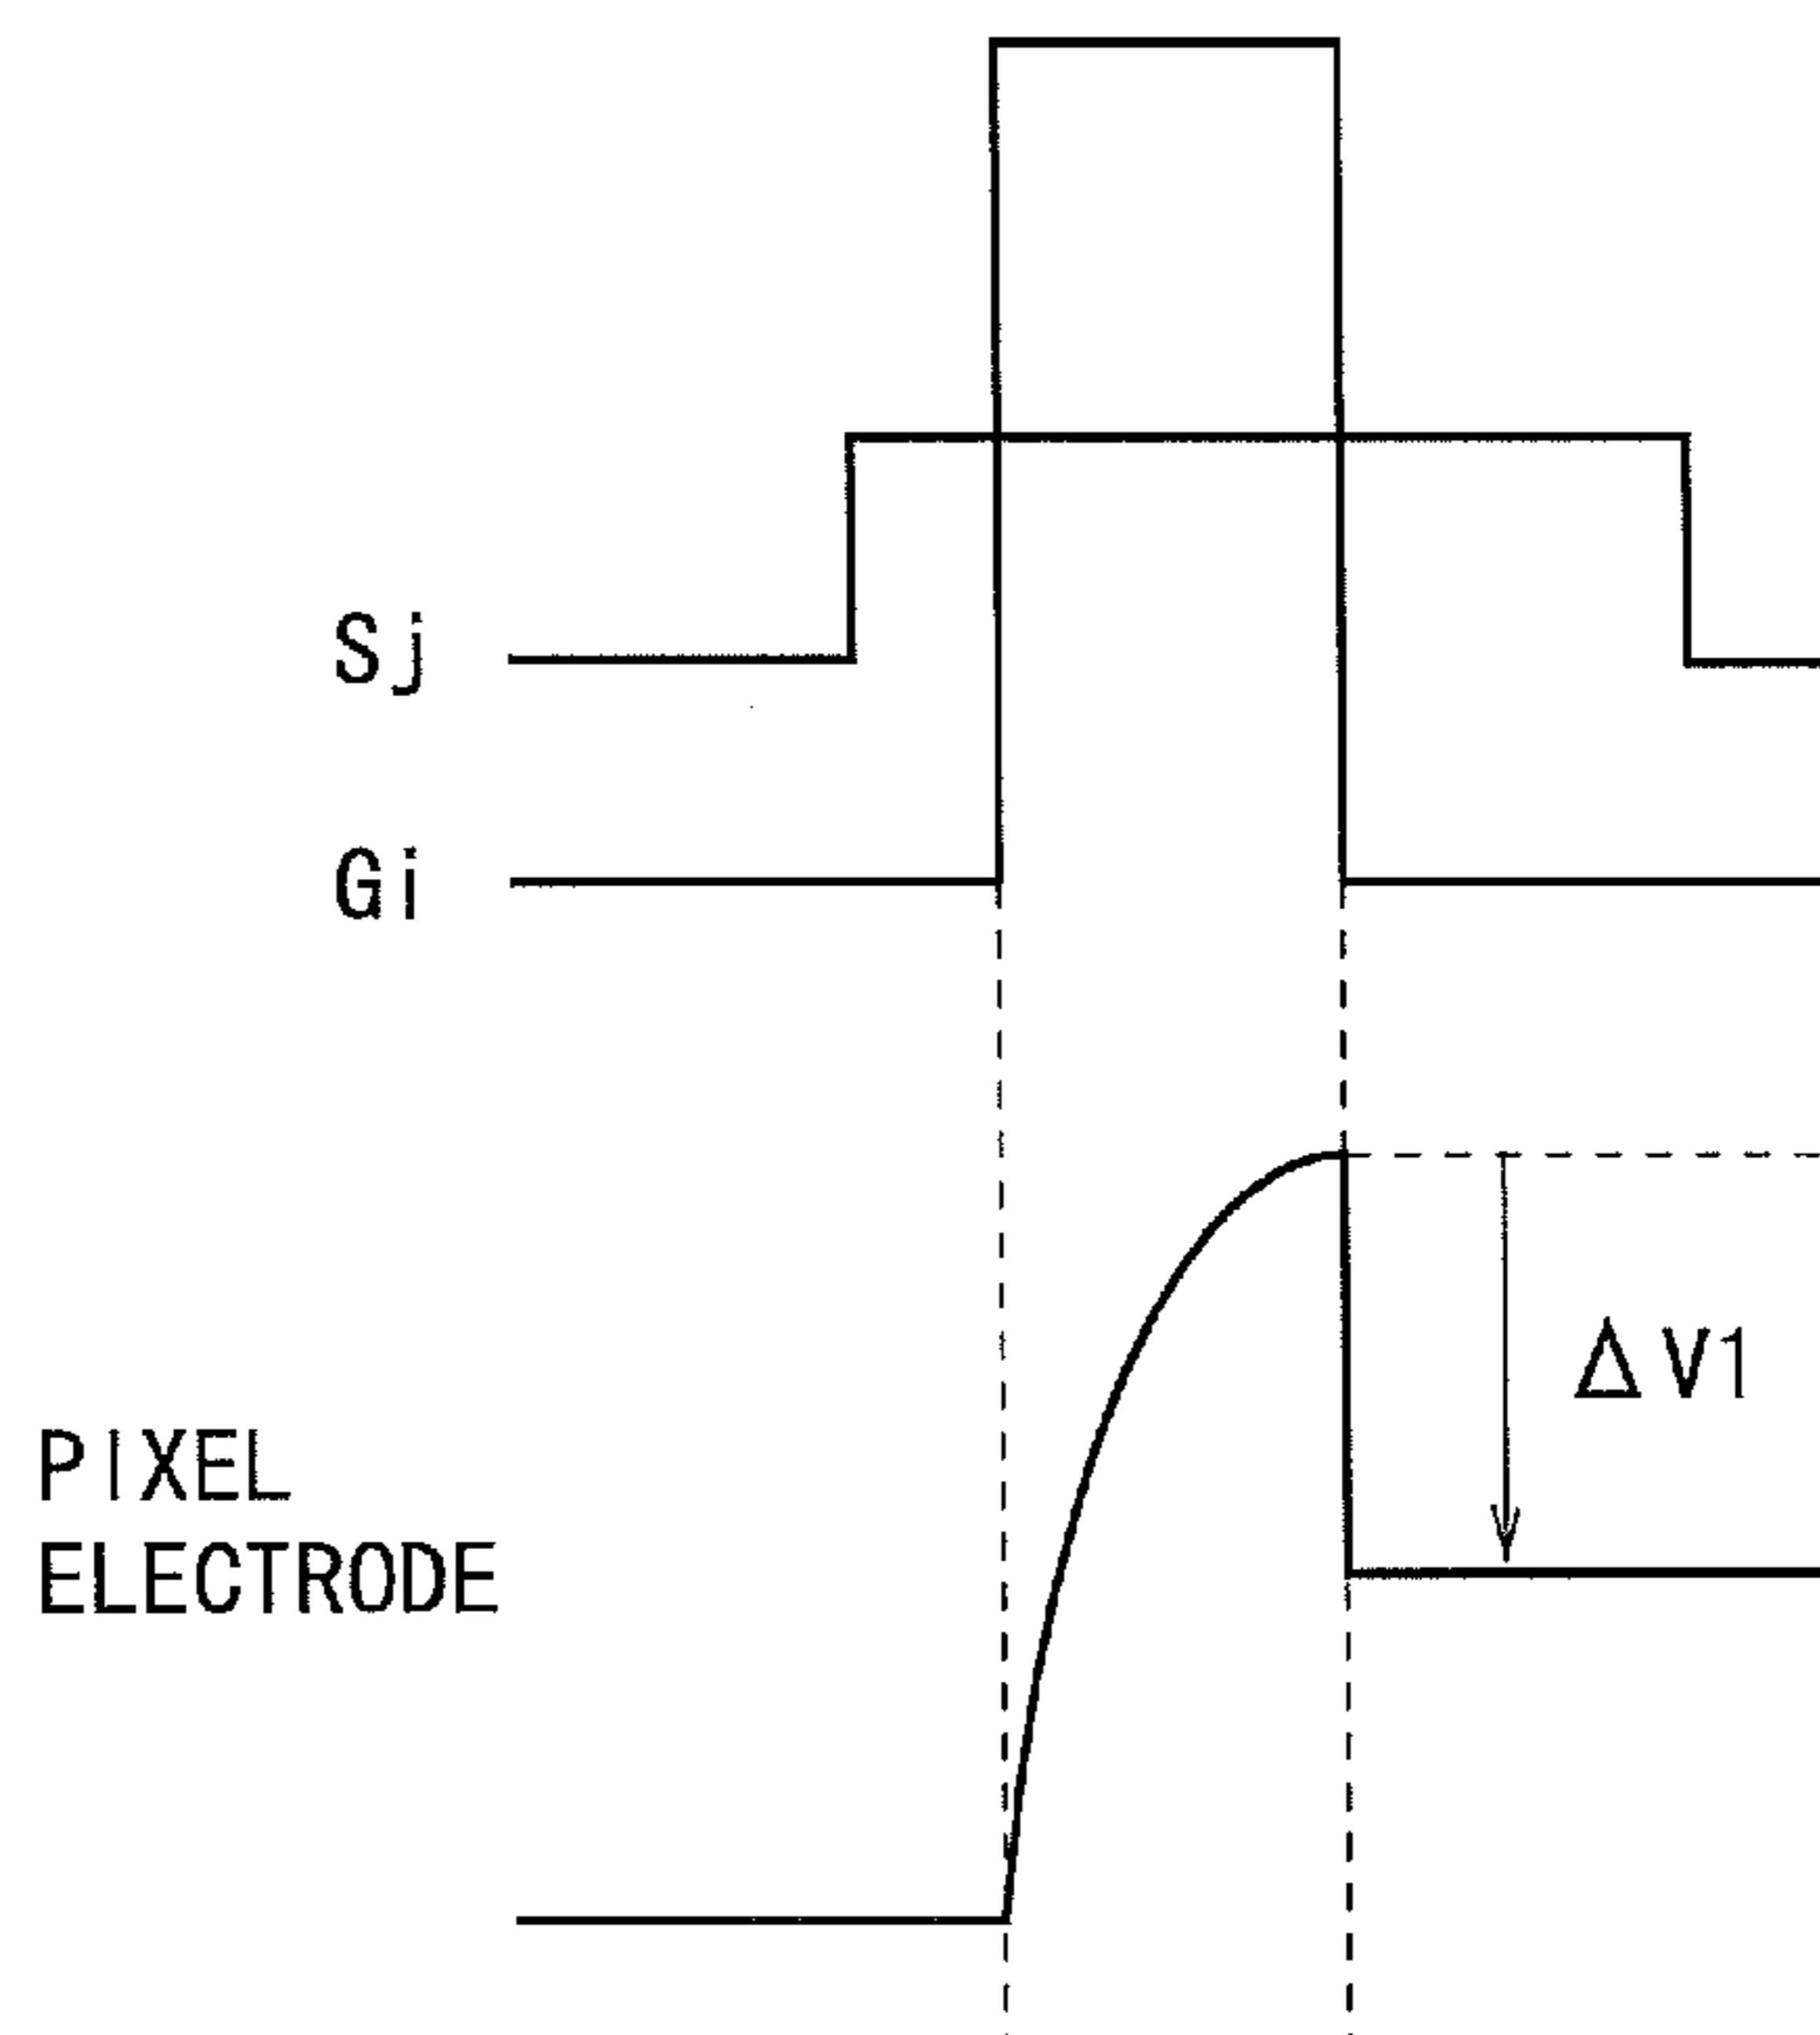 Sj
Gi
ΔV1
PIXEL
ELECTRODE